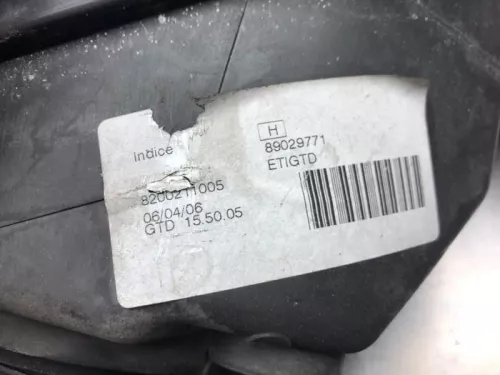 Indice
8200211005
06/04/06
GTD 15.50.05
H
89029771
ETIGTD